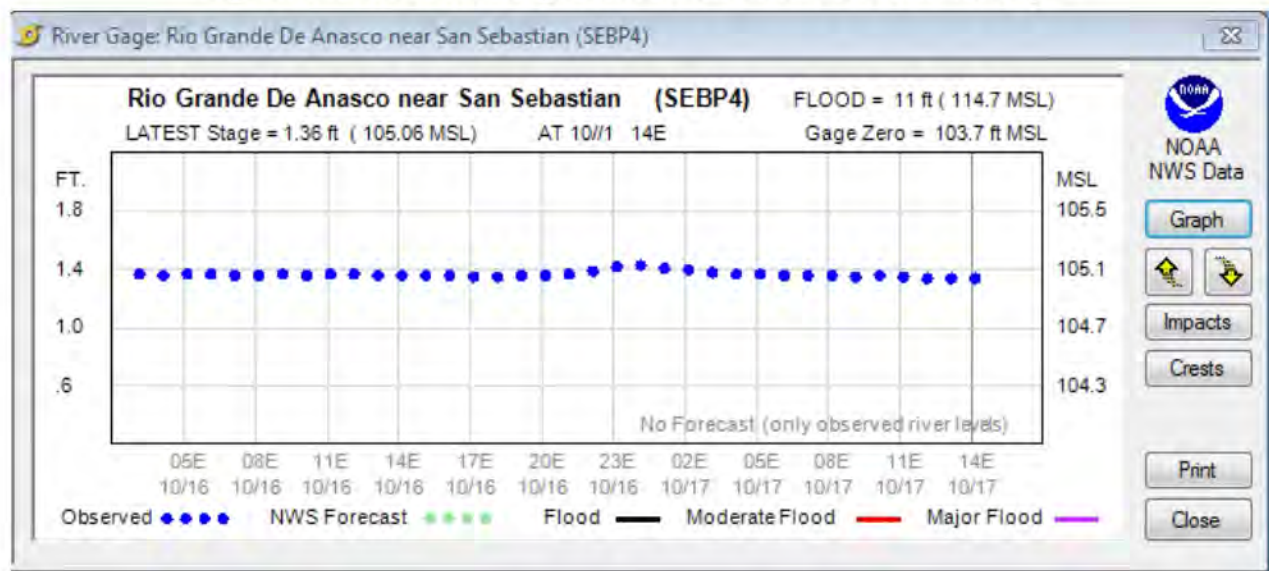 River Gage: Rio Grande De Anasco near San Sebastian (SEBP4)
Rio Grande De Anasco near San Sebastian (SEBP4) FLOOD = 11 ft ( 114.7 MSL)
LATEST Stage = 1.36 ft ( 105.06 MSL) AT 10//1 14E Gage Zero = 103.7 ft MSL
NOAA
NOAA
NWS Data
FT. MSL
1.8 105.5
Graph
1.4 105.1
1.0 104.7
Impacts
Crests
.6 104.3
No Forecast (only observed river levels)
05E 08E 11E 14E 17E 20E 23E 02E 05E 08E 11E 14E
10/16 10/16 10/16 10/16 10/16 10/16 10/16 10/17 10/17 10/17 10/17 10/17
Print
Observed NWS Forecast Flood Moderate Flood Major Flood
Close